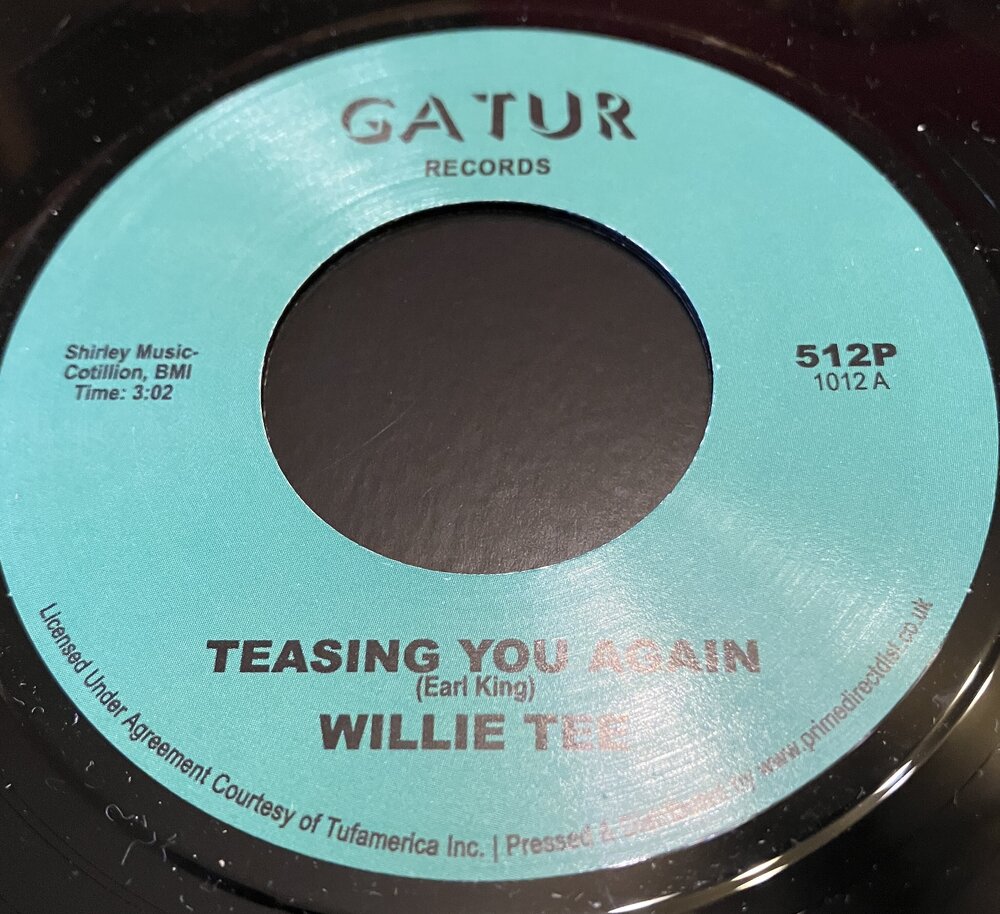 GATUR
RECORDS
Shirley Music-
Cotillion, BMI
Time: 3:02
512P
1012 A
TEASING YOU AGAIN
(Earl King)
WILLIE TEE
Licensed Under Agreement Courtesy of Tufamerica Inc. | Pressed & Distributed by www.primedirectdist.co.uk